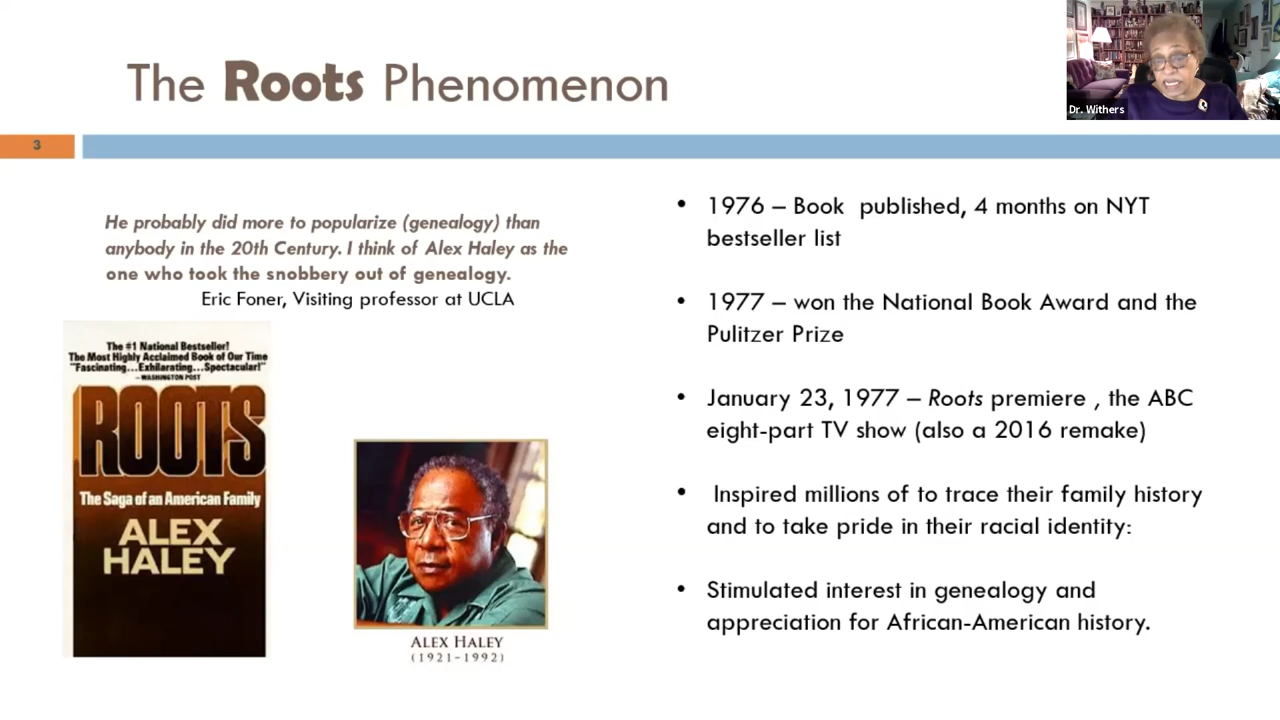 The Roots Phenomenon
Dr. Withers
3
He probably did more to popularize (genealogy) than
anybody in the 20th Century. I think of Alex Haley as the
one who took the snobbery out of genealogy.
Eric Foner, Visiting professor at UCLA
The #1 National Bestseller!
The Most Highly Acclaimed Book of Our Time
"Fascinating...Exhilarating...Spectacular!"
-WASHINGTON POST
ROOTS
The Saga of an American Family
ALEX
HALEY
ALEX HALEY
(1921-1992)
• 1976 – Book published, 4 months on NYT
bestseller list
• 1977 – won the National Book Award and the
Pulitzer Prize
• January 23, 1977 – Roots premiere , the ABC
eight-part TV show (also a 2016 remake)
• Inspired millions of to trace their family history
and to take pride in their racial identity:
• Stimulated interest in genealogy and
appreciation for African-American history.